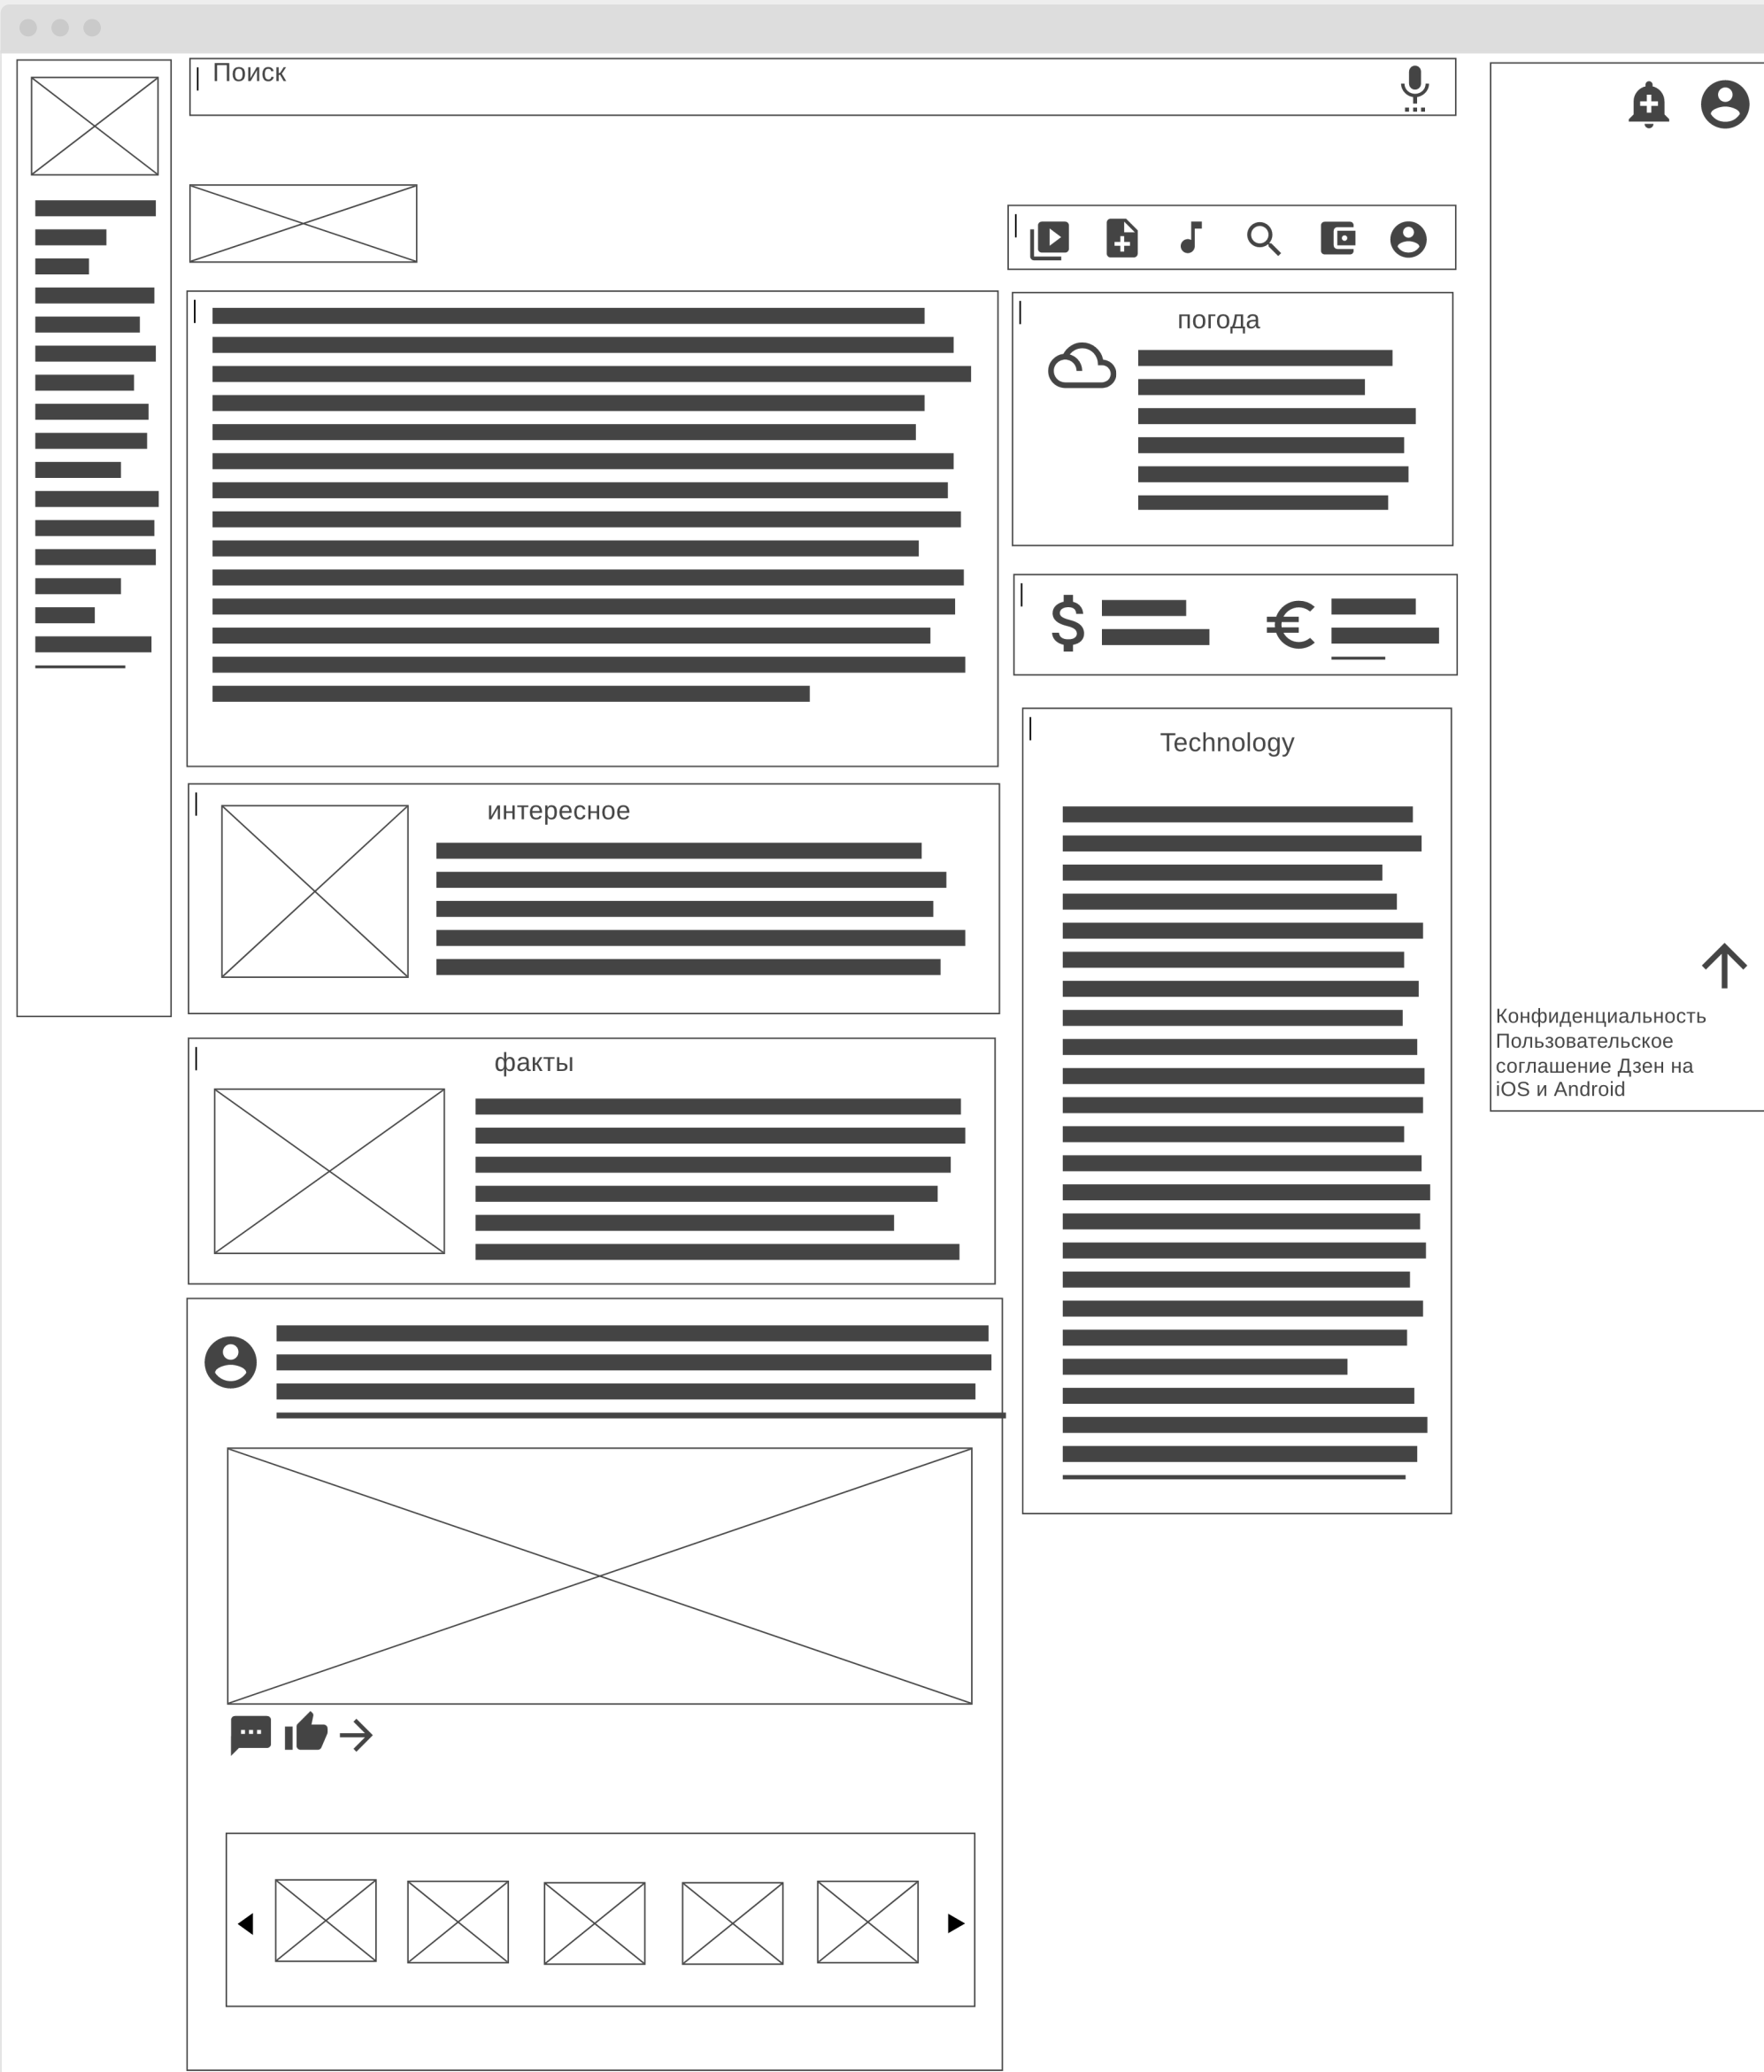 Поиск
погода
Technology
интересное
факты
Конфиденциальность
Пользовательское
соглашение Дзен на
iOS и Android